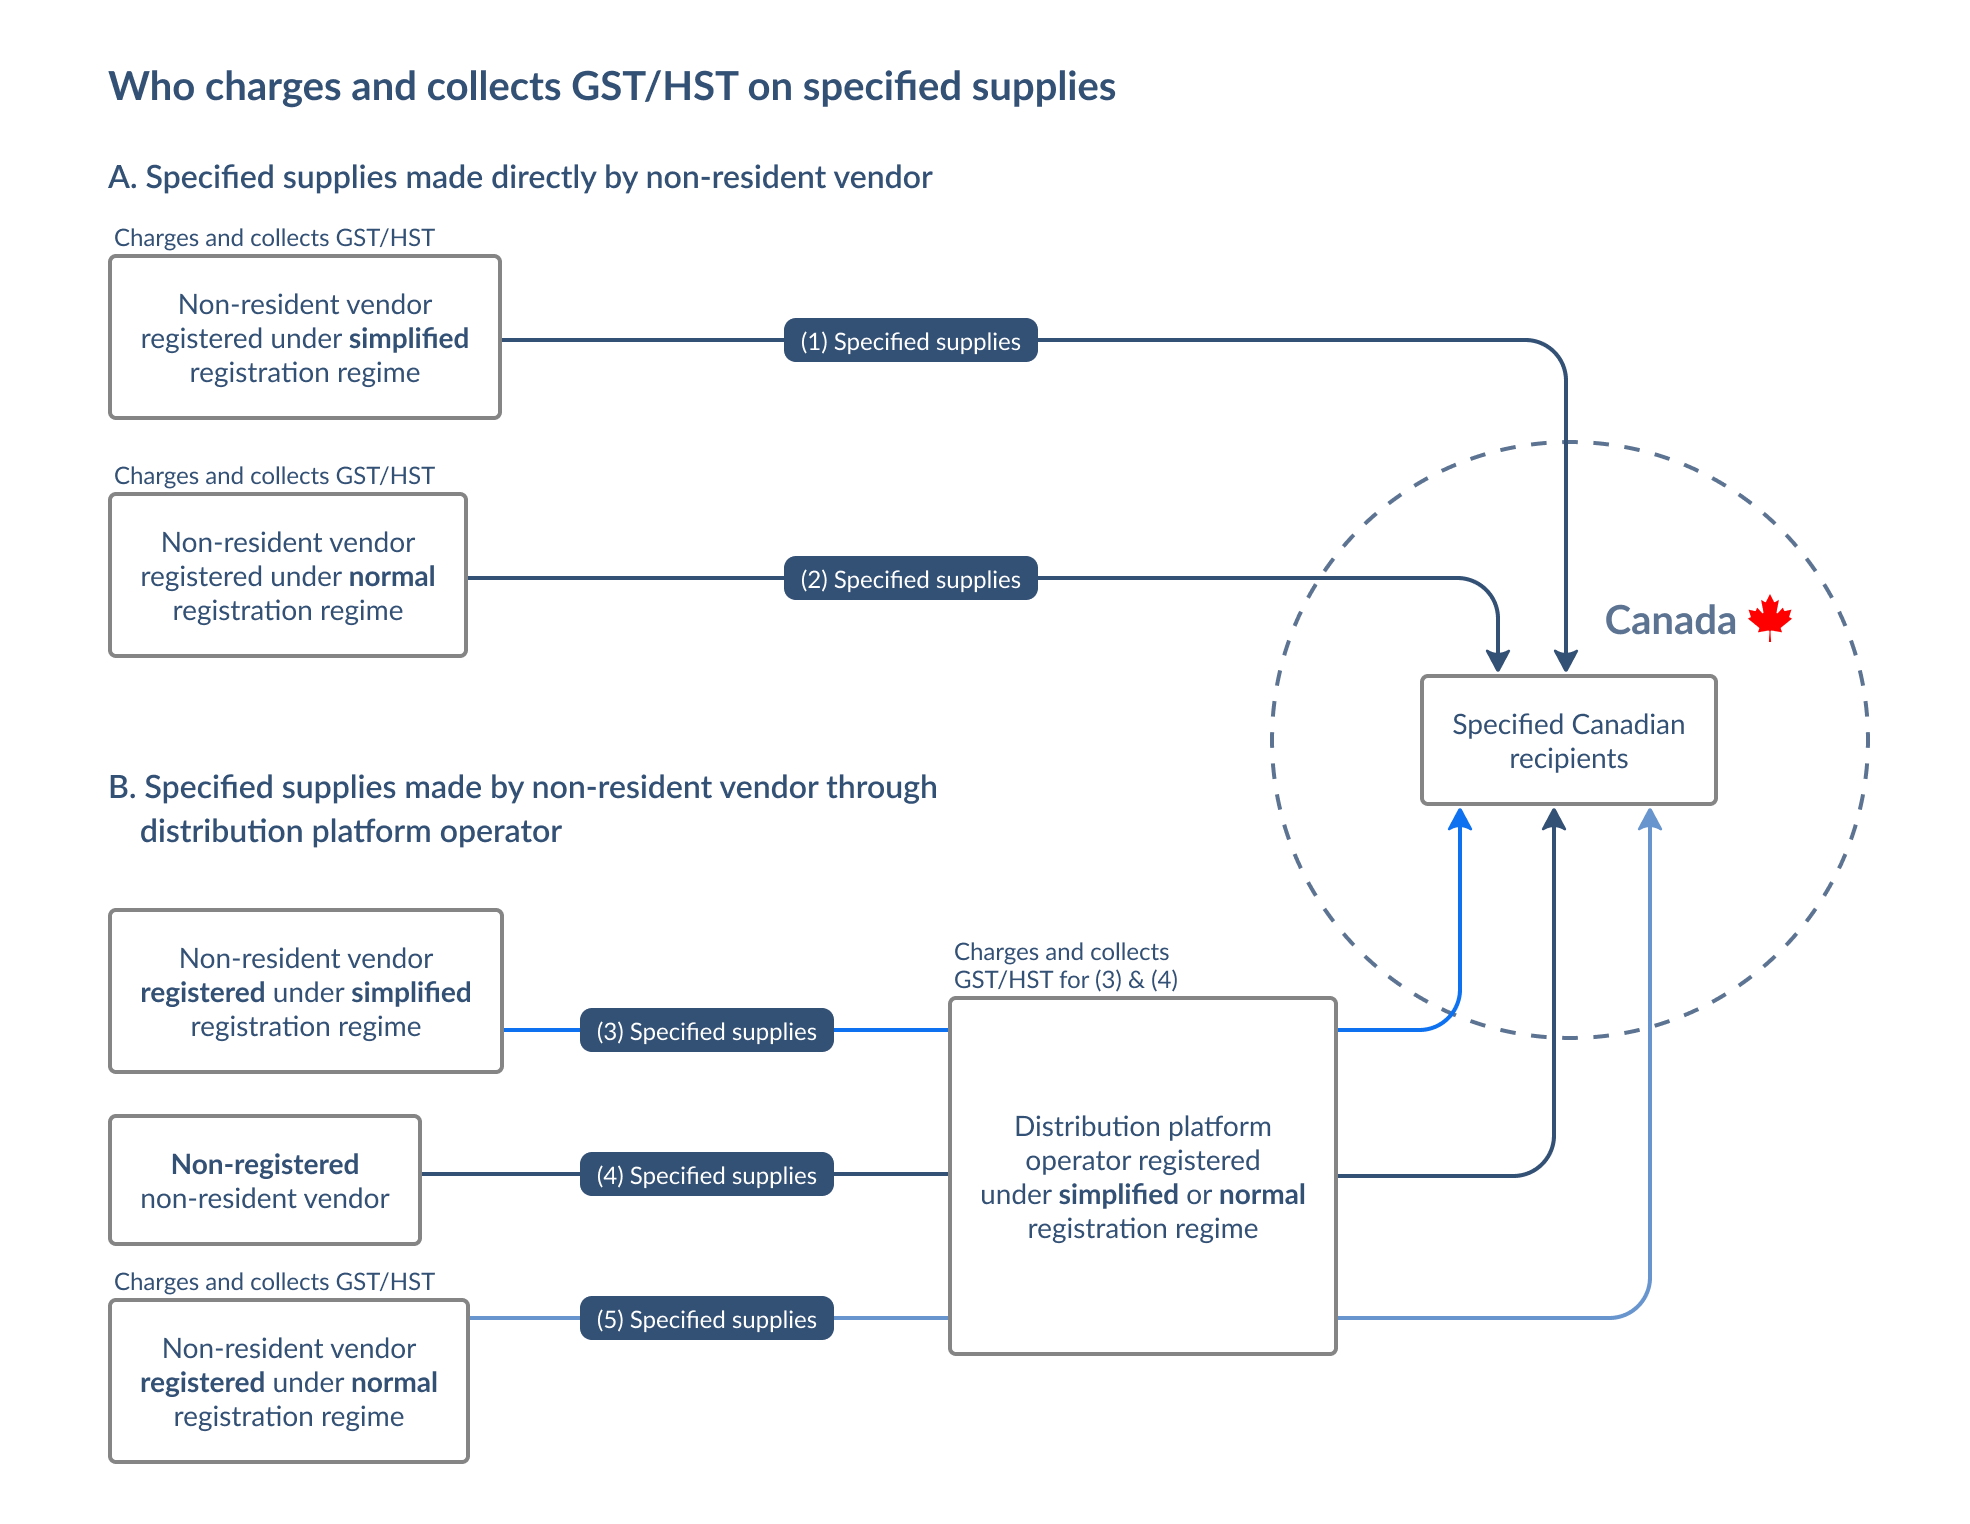 Who charges and collects GST/HST on specified supplies
A. Specified supplies made directly by non-resident vendor
Charges and collects GST/HST
Non-resident vendor
registered under simplified
registration regime
(1) Specified supplies
Charges and collects GST/HST
Non-resident vendor
registered under normal
registration regime
(2) Specified supplies
Canada
Specified Canadian
recipients
B. Specified supplies made by non-resident vendor through
distribution platform operator
Non-resident vendor
registered under simplified
registration regime
(3) Specified supplies
Non-registered
non-resident vendor
(4) Specified supplies
Charges and collects GST/HST
Non-resident vendor
registered under normal
registration regime
(5) Specified supplies
Charges and collects
GST/HST for (3) & (4)
Distribution platform
operator registered
under simplified or normal
registration regime